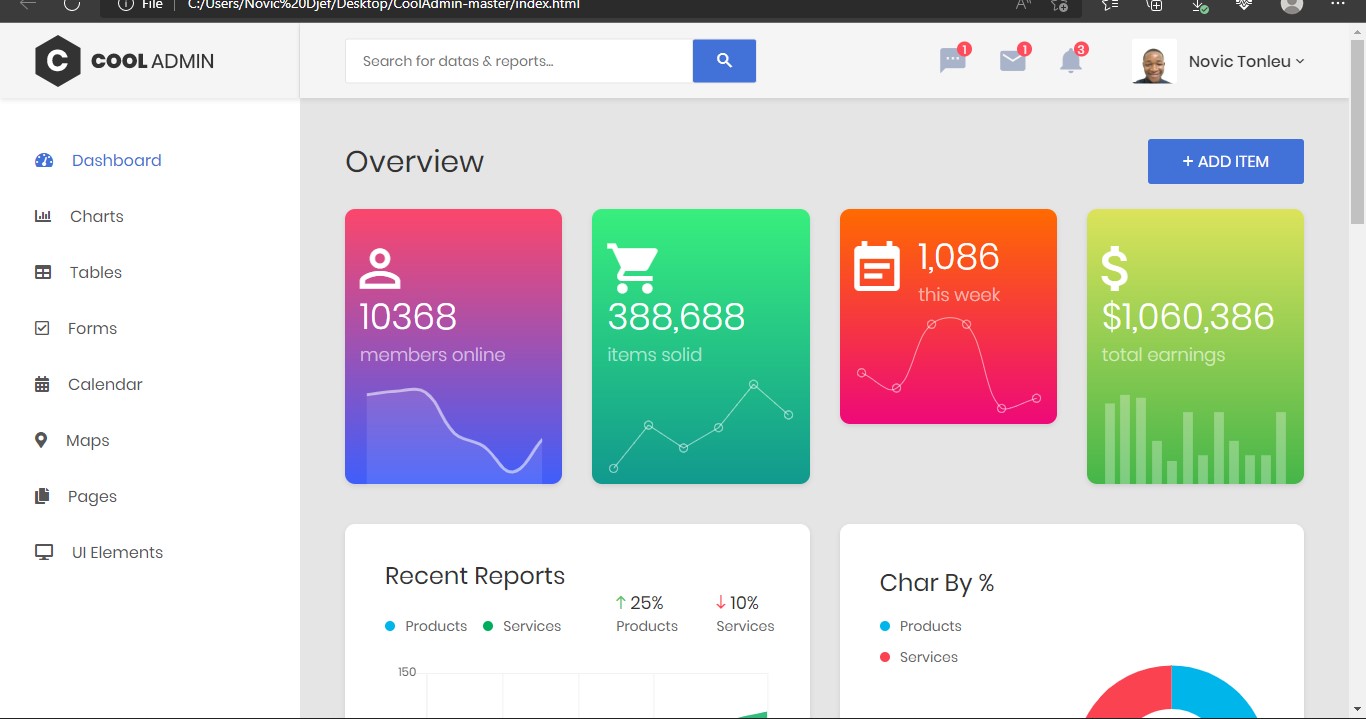 File
C:/Users/Novic%20Djef/Desktop/CoolAdmin-master/index.html
C COOL ADMIN
Search for datas & reports...
1
1
3
Novic Tonleu
Dashboard
Charts
Tables
Forms
Calendar
Maps
Pages
UI Elements
Overview
+ ADD ITEM
10368
members online
388,688
items solid
1,086
this week
$1,060,386
total earnings
Recent Reports
Products
Services
25%
Products
10%
Services
150
Char By %
Products
Services